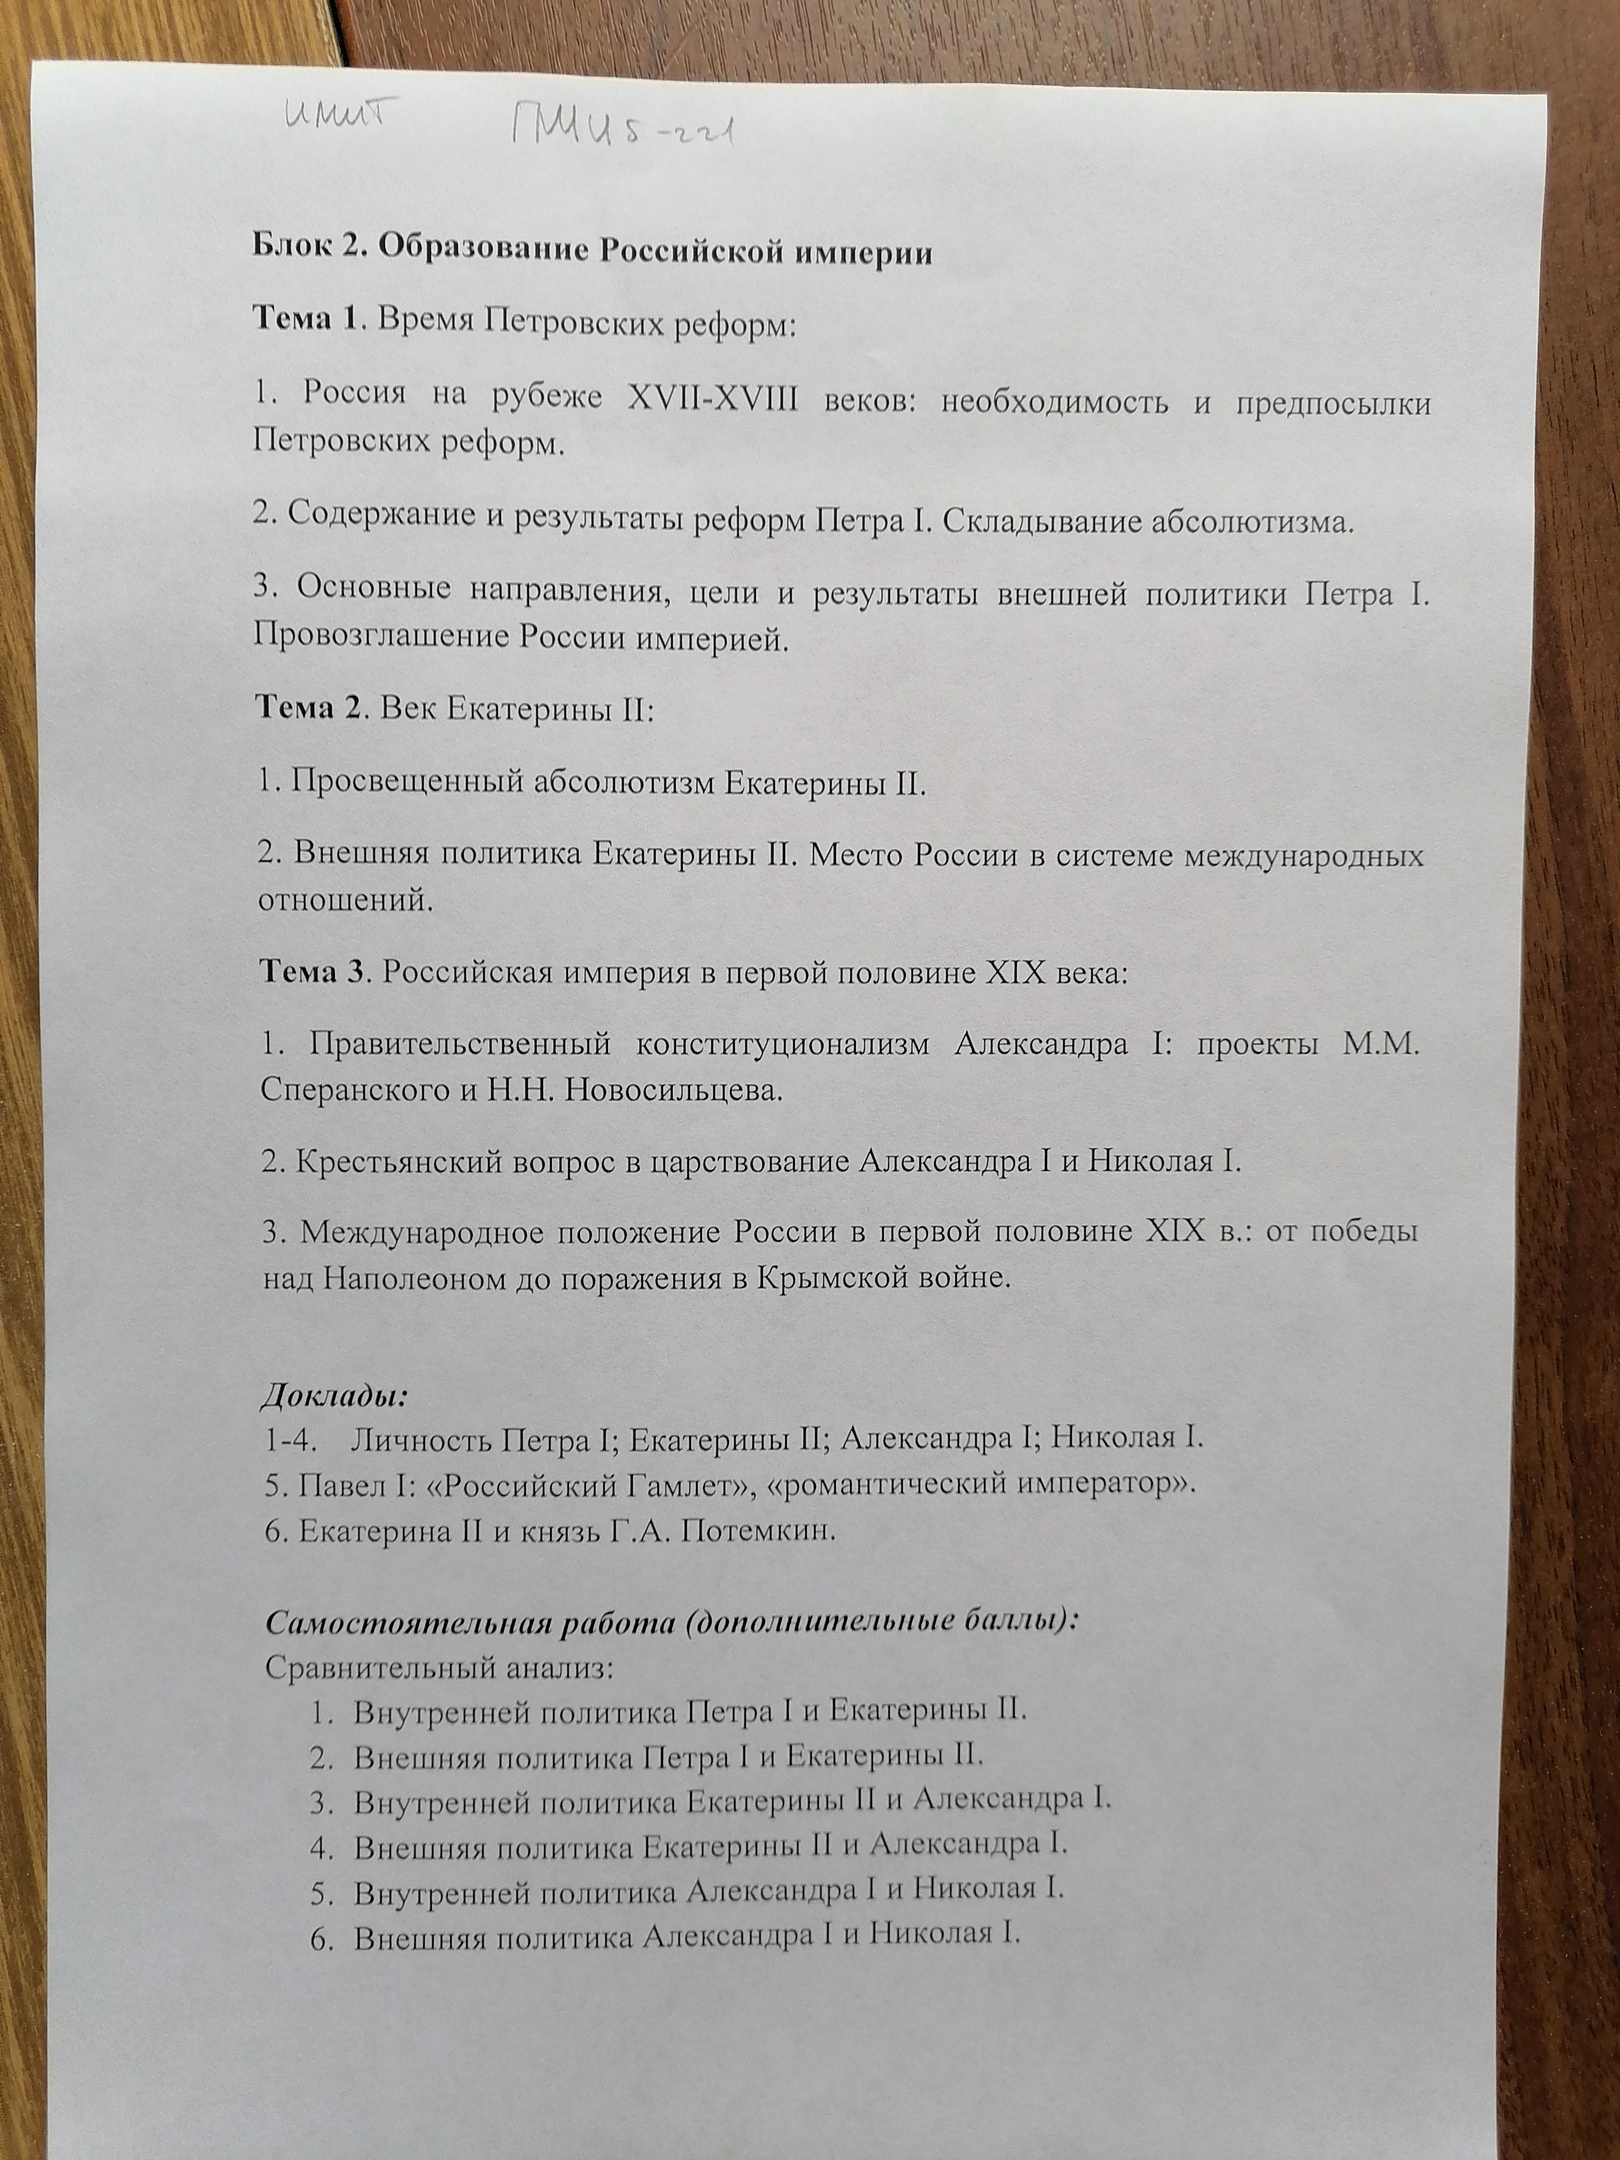 ИМИТ ПМИб-221
Блок 2. Образование Российской империи
Тема 1. Время Петровских реформ:
1. Россия на рубеже XVII-XVIII веков: необходимость и предпосылки
Петровских реформ.
2. Содержание и результаты реформ Петра I. Складывание абсолютизма.
3. Основные направления, цели и результаты внешней политики Петра I.
Провозглашение России империей.
Тема 2. Век Екатерины II:
1. Просвещенный абсолютизм Екатерины II.
2. Внешняя политика Екатерины II. Место России в системе международных
отношений.
Тема 3. Российская империя в первой половине XIX века:
1. Правительственный конституционализм Александра I: проекты М.М.
Сперанского и Н.Н. Новосильцева.
2. Крестьянский вопрос в царствование Александра I и Николая I.
3. Международное положение России в первой половине XIX в.: от победы
над Наполеоном до поражения в Крымской войне.
Доклады:
1-4. Личность Петра I; Екатерины II; Александра I; Николая I.
5. Павел I: «Российский Гамлет», «романтический император».
6. Екатерина II и князь Г.А. Потемкин.
Самостоятельная работа (дополнительные баллы):
Сравнительный анализ:
1. Внутренней политика Петра I и Екатерины II.
2. Внешняя политика Петра I и Екатерины II.
3. Внутренней политика Екатерины II и Александра I.
4. Внешняя политика Екатерины II и Александра I.
5. Внутренней политика Александра I и Николая I.
6. Внешняя политика Александра I и Николая I.